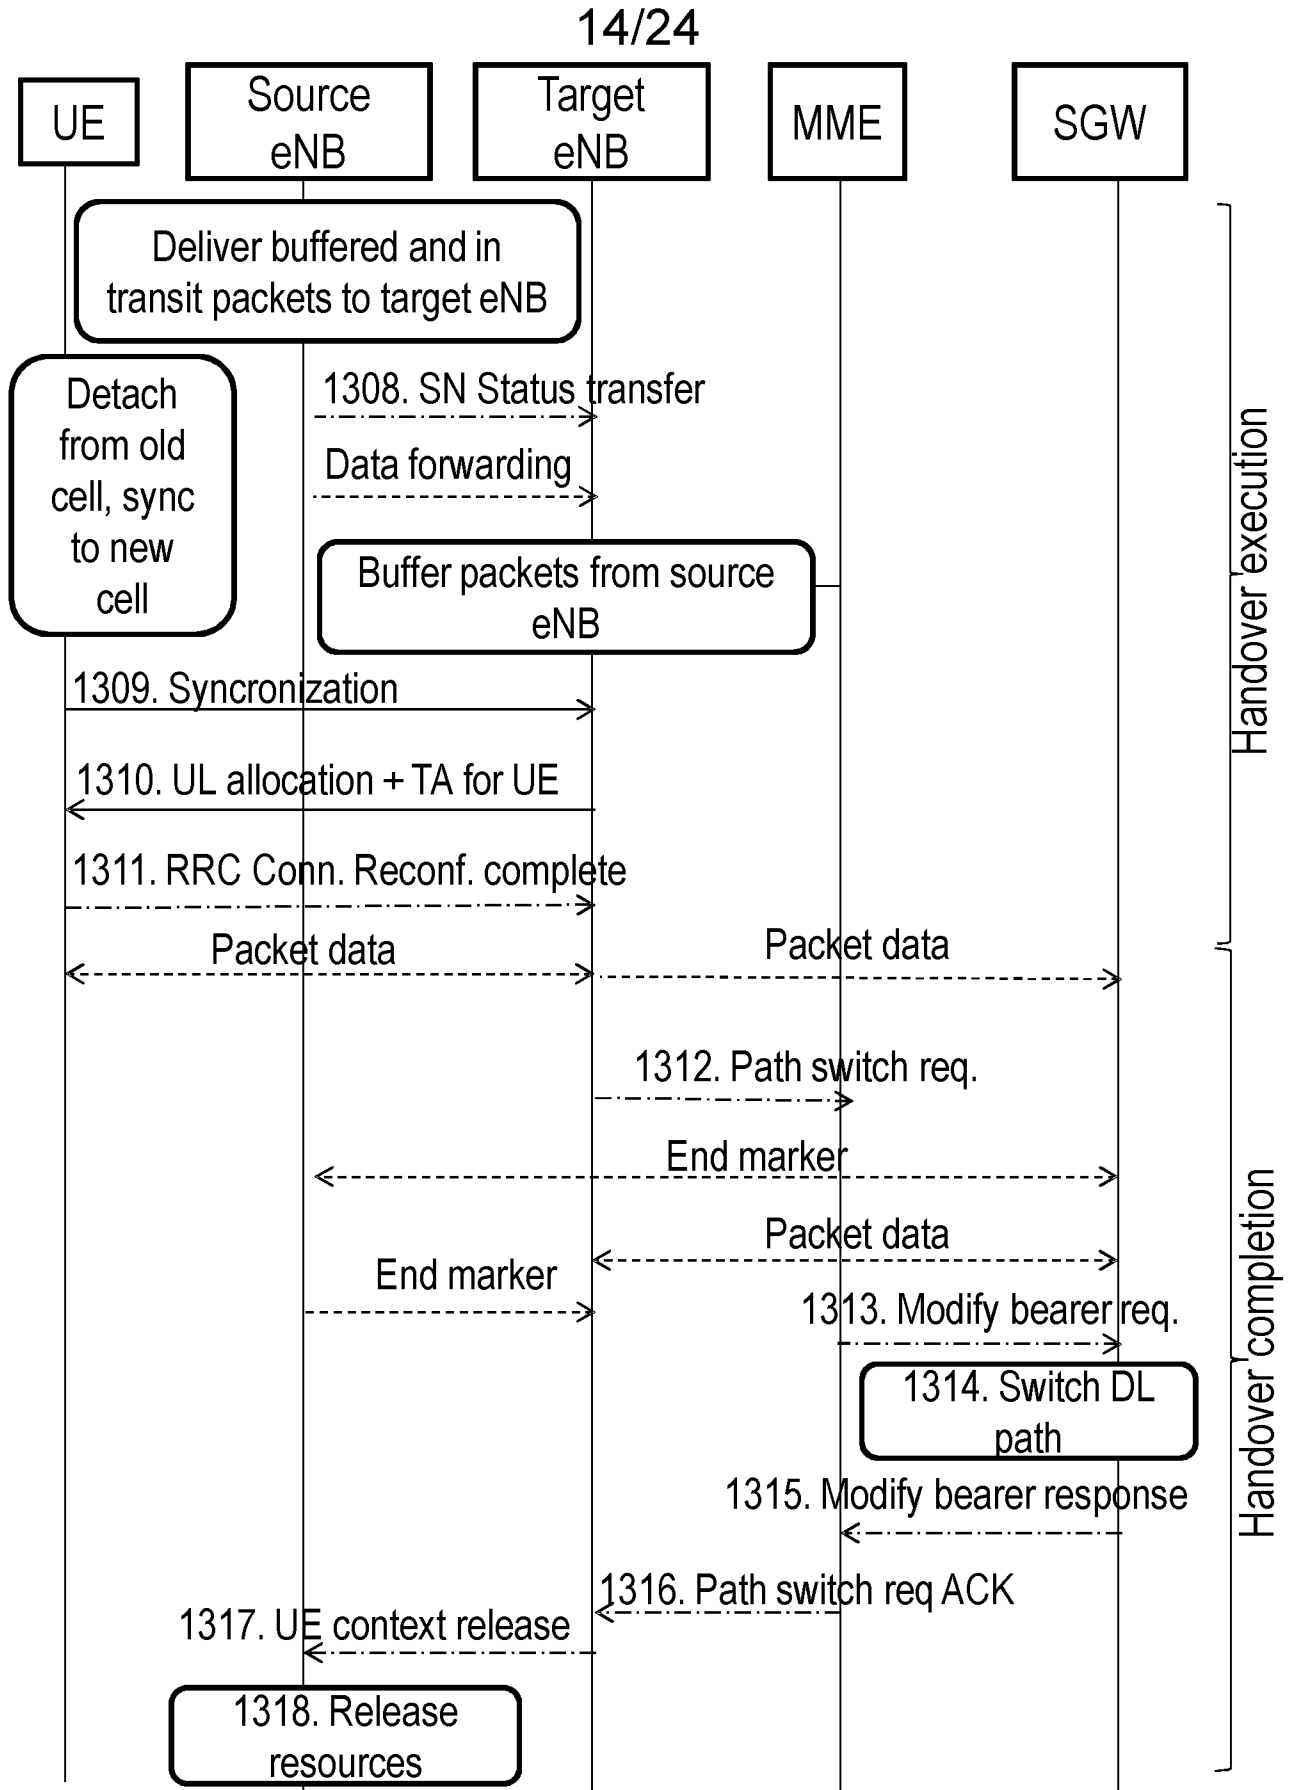 14/24
UE
Source
eNB
Target
eNB
MME
SGW
Deliver buffered and in
transit packets to target eNB
Detach
from old
cell, sync
to new
cell
1308. SN Status transfer
Data forwarding
Buffer packets from source
eNB
Handover execution
1309. Syncronization
1310. UL allocation + TA for UE
1311. RRC Conn. Reconf. complete
Packet data
Packet data
1312. Path switch req.
End marker
Packet data
End marker
1313. Modify bearer req.
1314. Switch DL
path
Handover completion
1315. Modify bearer response
1316. Path switch req ACK
1317. UE context release
1318. Release
resources